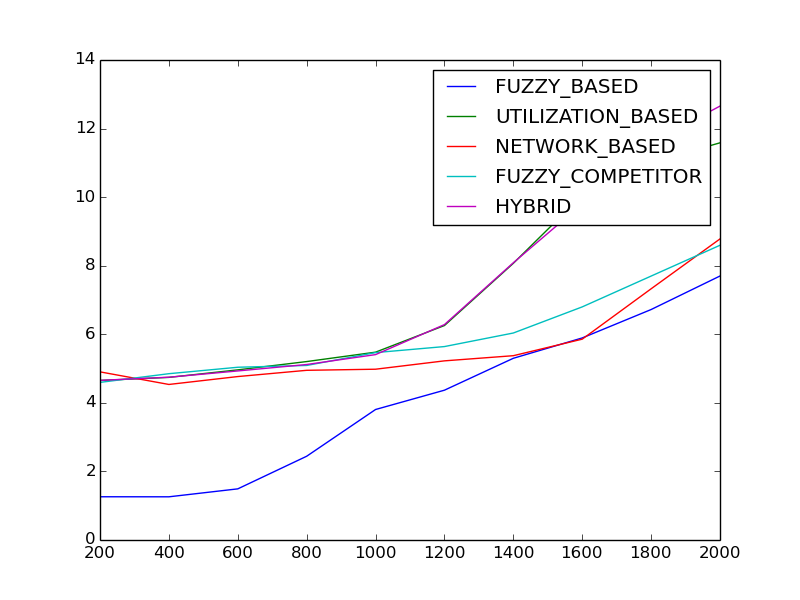 14
12
10
8
6
4
2
0
FUZZY_BASED
UTILIZATION_BASED
NETWORK_BASED
FUZZY_COMPETITOR
HYBRID
200 400 600 800 1000 1200 1400 1600 1800 2000